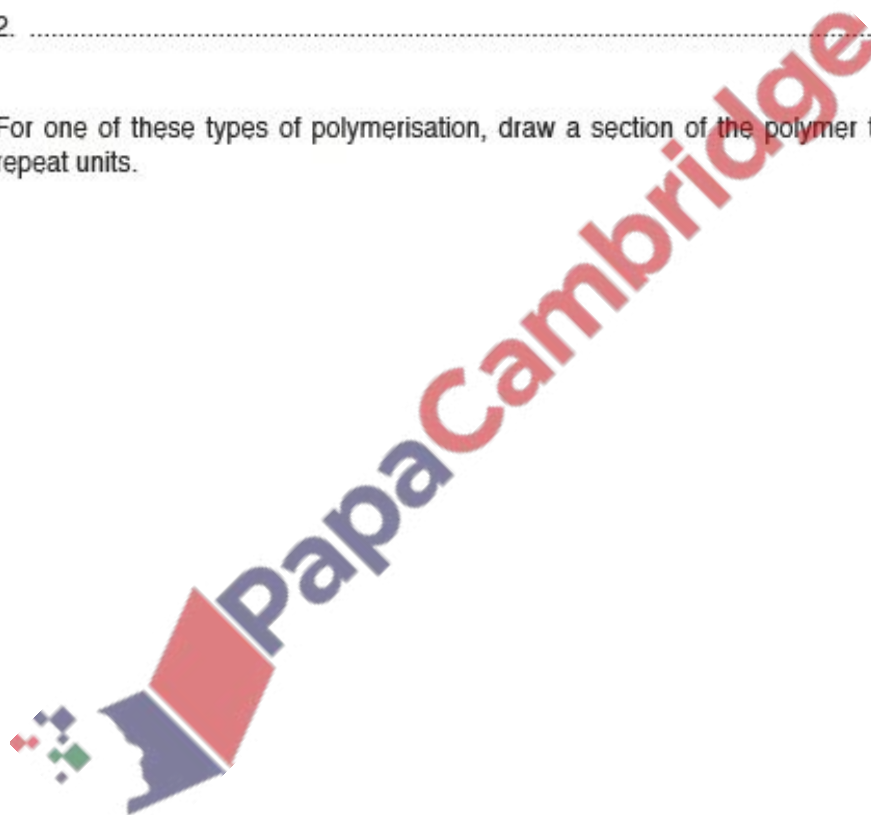 2. ......................................................................
For one of these types of polymerisation, draw a section of the polymer
repeat units.
PapaCambridge